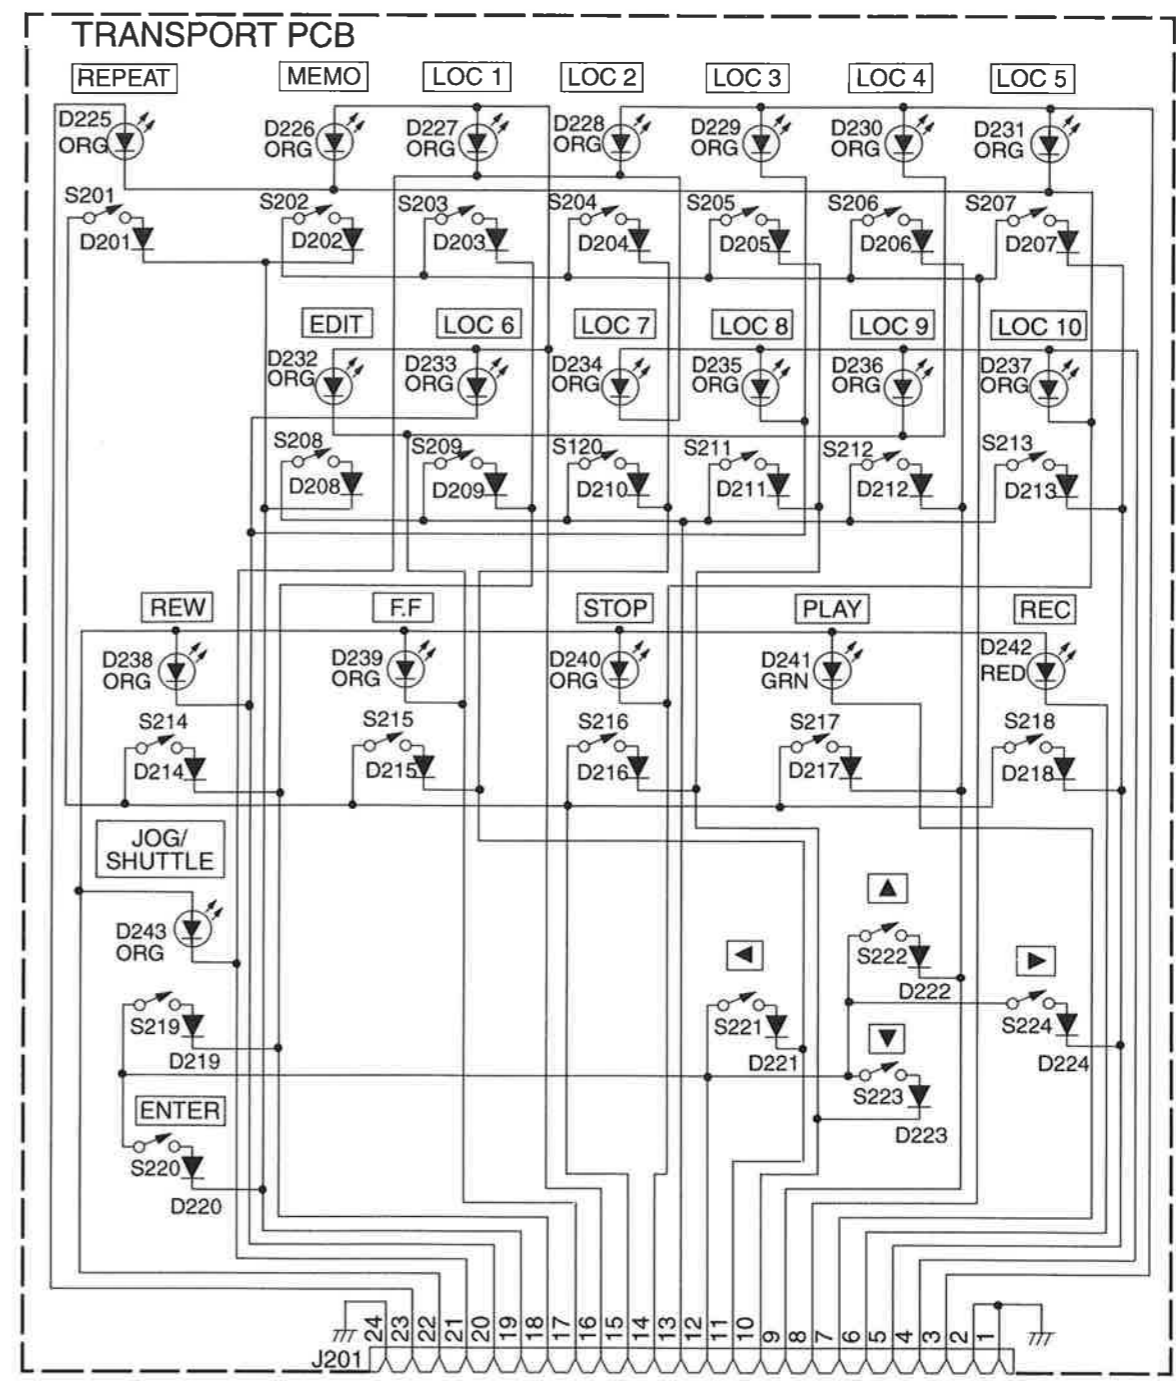 TRANSPORT PCB
REPEAT MEMO LOC 1 LOC 2 LOC 3 LOC 4 LOC 5
D225 ORG D226 ORG D227 ORG D228 ORG D229 ORG D230 ORG D231 ORG
S201 S202 S203 S204 S205 S206 S207
D201 D202 D203 D204 D205 D206 D207
EDIT LOC 6 LOC 7 LOC 8 LOC 9 LOC 10
D232 ORG D233 ORG D234 ORG D235 ORG D236 ORG D237 ORG
S208 S209 S120 S211 S212 S213
D208 D209 D210 D211 D212 D213
REW F.F STOP PLAY REC
D238 ORG D239 ORG D240 ORG D241 GRN D242 RED
S214 S215 S216 S217 S218
D214 D215 D216 D217 D218
JOG/
SHUTTLE
D243
ORG
S222
D222
S219 S221 S224
D219 D221 D224
ENTER
S223
D223
S220
D220
J201 24 23 22 21 20 19 18 17 16 15 14 13 12 11 10 9 8 7 6 5 4 3 2 1